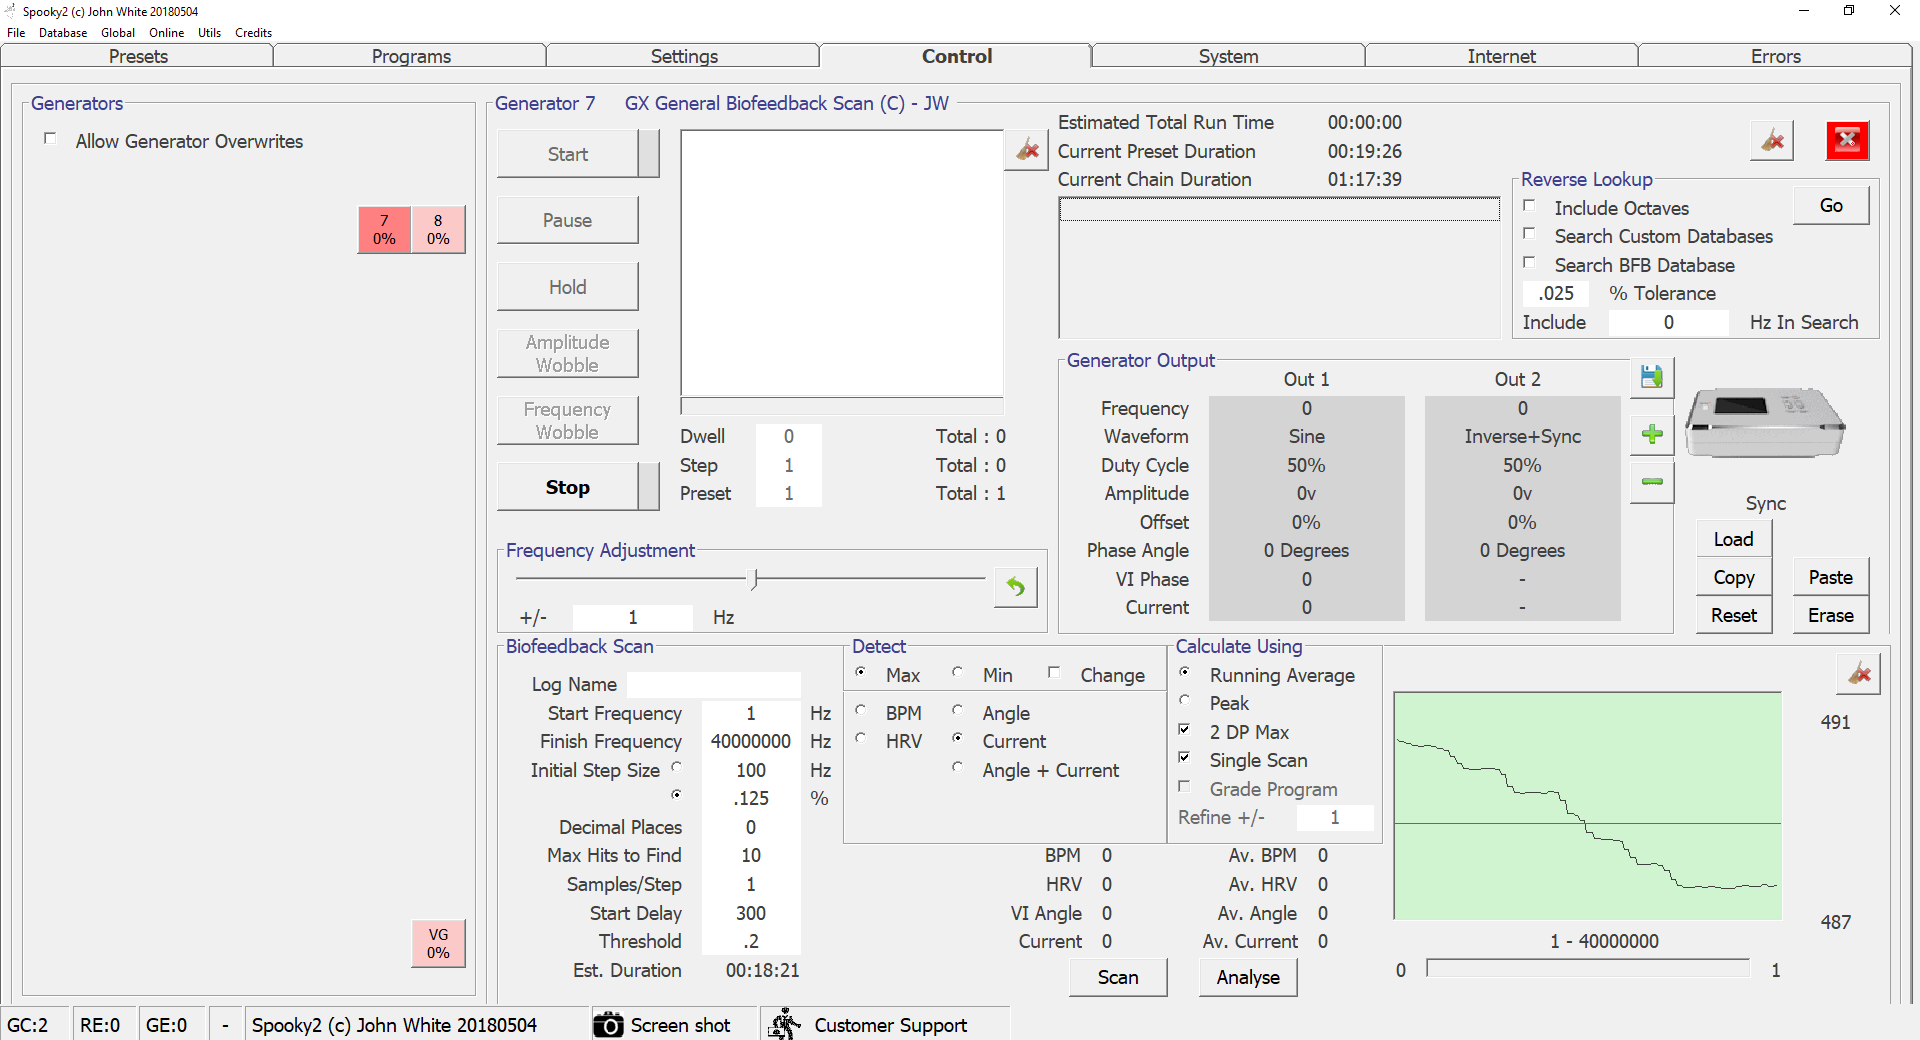 Spooky2 (c) John White 20180504
File Database Global Online Utils Credits
Presets Programs Settings Control System Internet Errors
Generators
Allow Generator Overwrites
7 8
0% 0%
VG
0%
Generator 7 GX General Biofeedback Scan (C) - JW
Start
Pause
Hold
Amplitude
Wobble
Frequency
Wobble
Stop
Dwell 0 Total : 0
Step 1 Total : 0
Preset 1 Total : 1
Estimated Total Run Time 00:00:00
Current Preset Duration 00:19:26
Current Chain Duration 01:17:39
Reverse Lookup
Include Octaves Go
Search Custom Databases
Search BFB Database
.025 % Tolerance
Include 0 Hz In Search
Generator Output
Out 1 Out 2
Frequency 0 0
Waveform Sine Inverse+Sync
Duty Cycle 50% 50%
Amplitude 0v 0v
Offset 0% 0%
Phase Angle 0 Degrees 0 Degrees
VI Phase 0 -
Current 0 -
Sync
Load
Copy Paste
Reset Erase
Frequency Adjustment
+/- 1 Hz
Biofeedback Scan
Log Name
Start Frequency 1 Hz
Finish Frequency 40000000 Hz
Initial Step Size 100 Hz
.125 %
Decimal Places 0
Max Hits to Find 10
Samples/Step 1
Start Delay 300
Threshold .2
Est. Duration 00:18:21
Detect
Max Min Change
BPM Angle
HRV Current
Angle + Current
Calculate Using
Running Average
Peak
2 DP Max
Single Scan
Grade Program
Refine +/- 1
BPM 0 Av. BPM 0
HRV 0 Av. HRV 0
VI Angle 0 Av. Angle 0
Current 0 Av. Current 0
Scan Analyse
491
487
1 - 40000000
0 1
GC:2 RE:0 GE:0 - Spooky2 (c) John White 20180504 Screen shot Customer Support